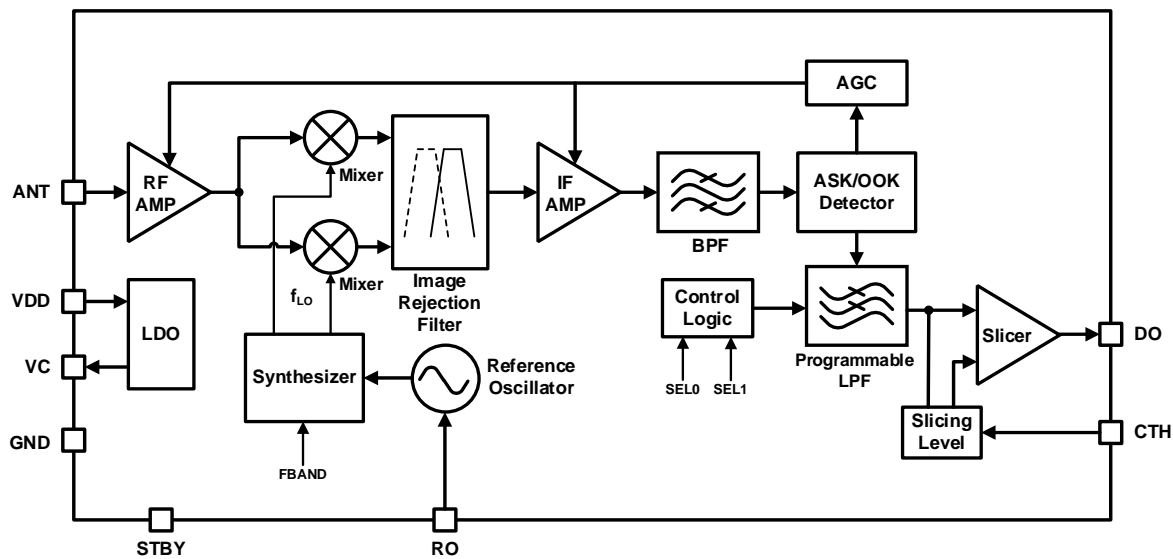 AGC
ANT
RF
AMP
Mixer
IF
AMP
BPF
ASK/OOK
Detector
Mixer
Image
Rejection
Filter
fLO
VDD
LDO
VC
GND
Synthesizer
Reference
Oscillator
FBAND
Control
Logic
SEL0
SEL1
Programmable
LPF
Slicer
DO
Slicing
Level
CTH
STBY
RO